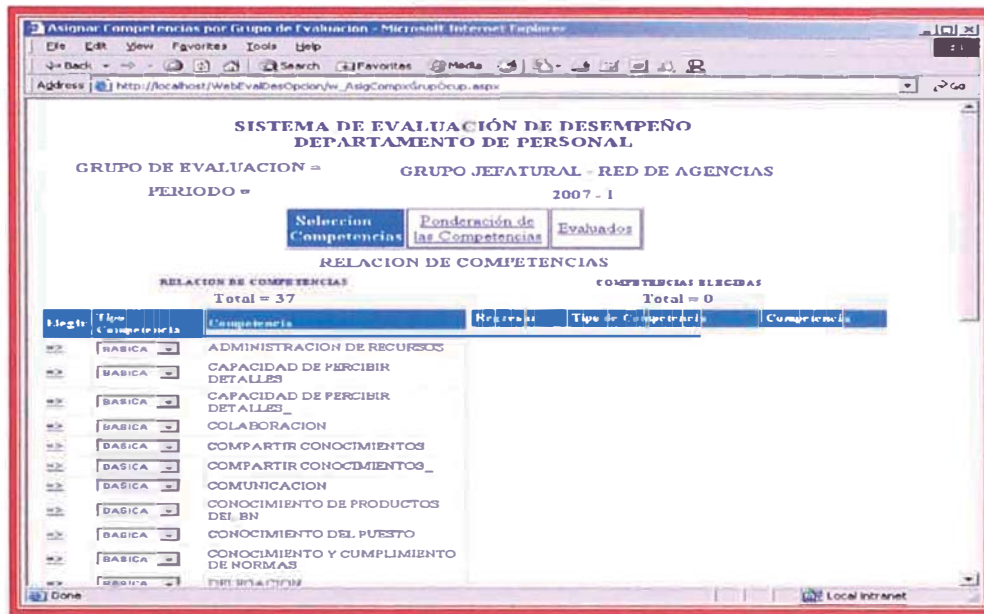 Asignar Competencias por Grupo de Evaluacion - Microsoft Internet Explorer
File Edit View Favorites Tools Help
Back Search Favorites Media
Address http://localhost/WebEvalDesOpcion/w_AsigCompxGrupOcup.aspx Go
SISTEMA DE EVALUACIÓN DE DESEMPEÑO
DEPARTAMENTO DE PERSONAL
GRUPO DE EVALUACION = GRUPO JEFATURAL - RED DE AGENCIAS
PERIODO = 2007 - I
Seleccion Competencias
Ponderación de las Competencias
Evaluados
RELACION DE COMPETENCIAS
RELACION DE COMPETENCIAS COMPETENCIAS ELEGIDAS
Total = 37 Total = 0
Elegir Tipo Competencia Competencia Regresar Tipo de Competencia Competencia
=> BASICA ADMINISTRACION DE RECURSOS
=> BASICA CAPACIDAD DE PERCIBIR DETALLES
=> BASICA CAPACIDAD DE PERCIBIR DETALLES_
=> BASICA COLABORACION
=> BASICA COMPARTIR CONOCIMIENTOS
=> BASICA COMPARTIR CONOCIMIENTOS_
=> BASICA COMUNICACION
=> BASICA CONOCIMIENTO DE PRODUCTOS DEL BN
=> BASICA CONOCIMIENTO DEL PUESTO
=> BASICA CONOCIMIENTO Y CUMPLIMIENTO DE NORMAS
=> BASICA DELEGACION
Done Local intranet